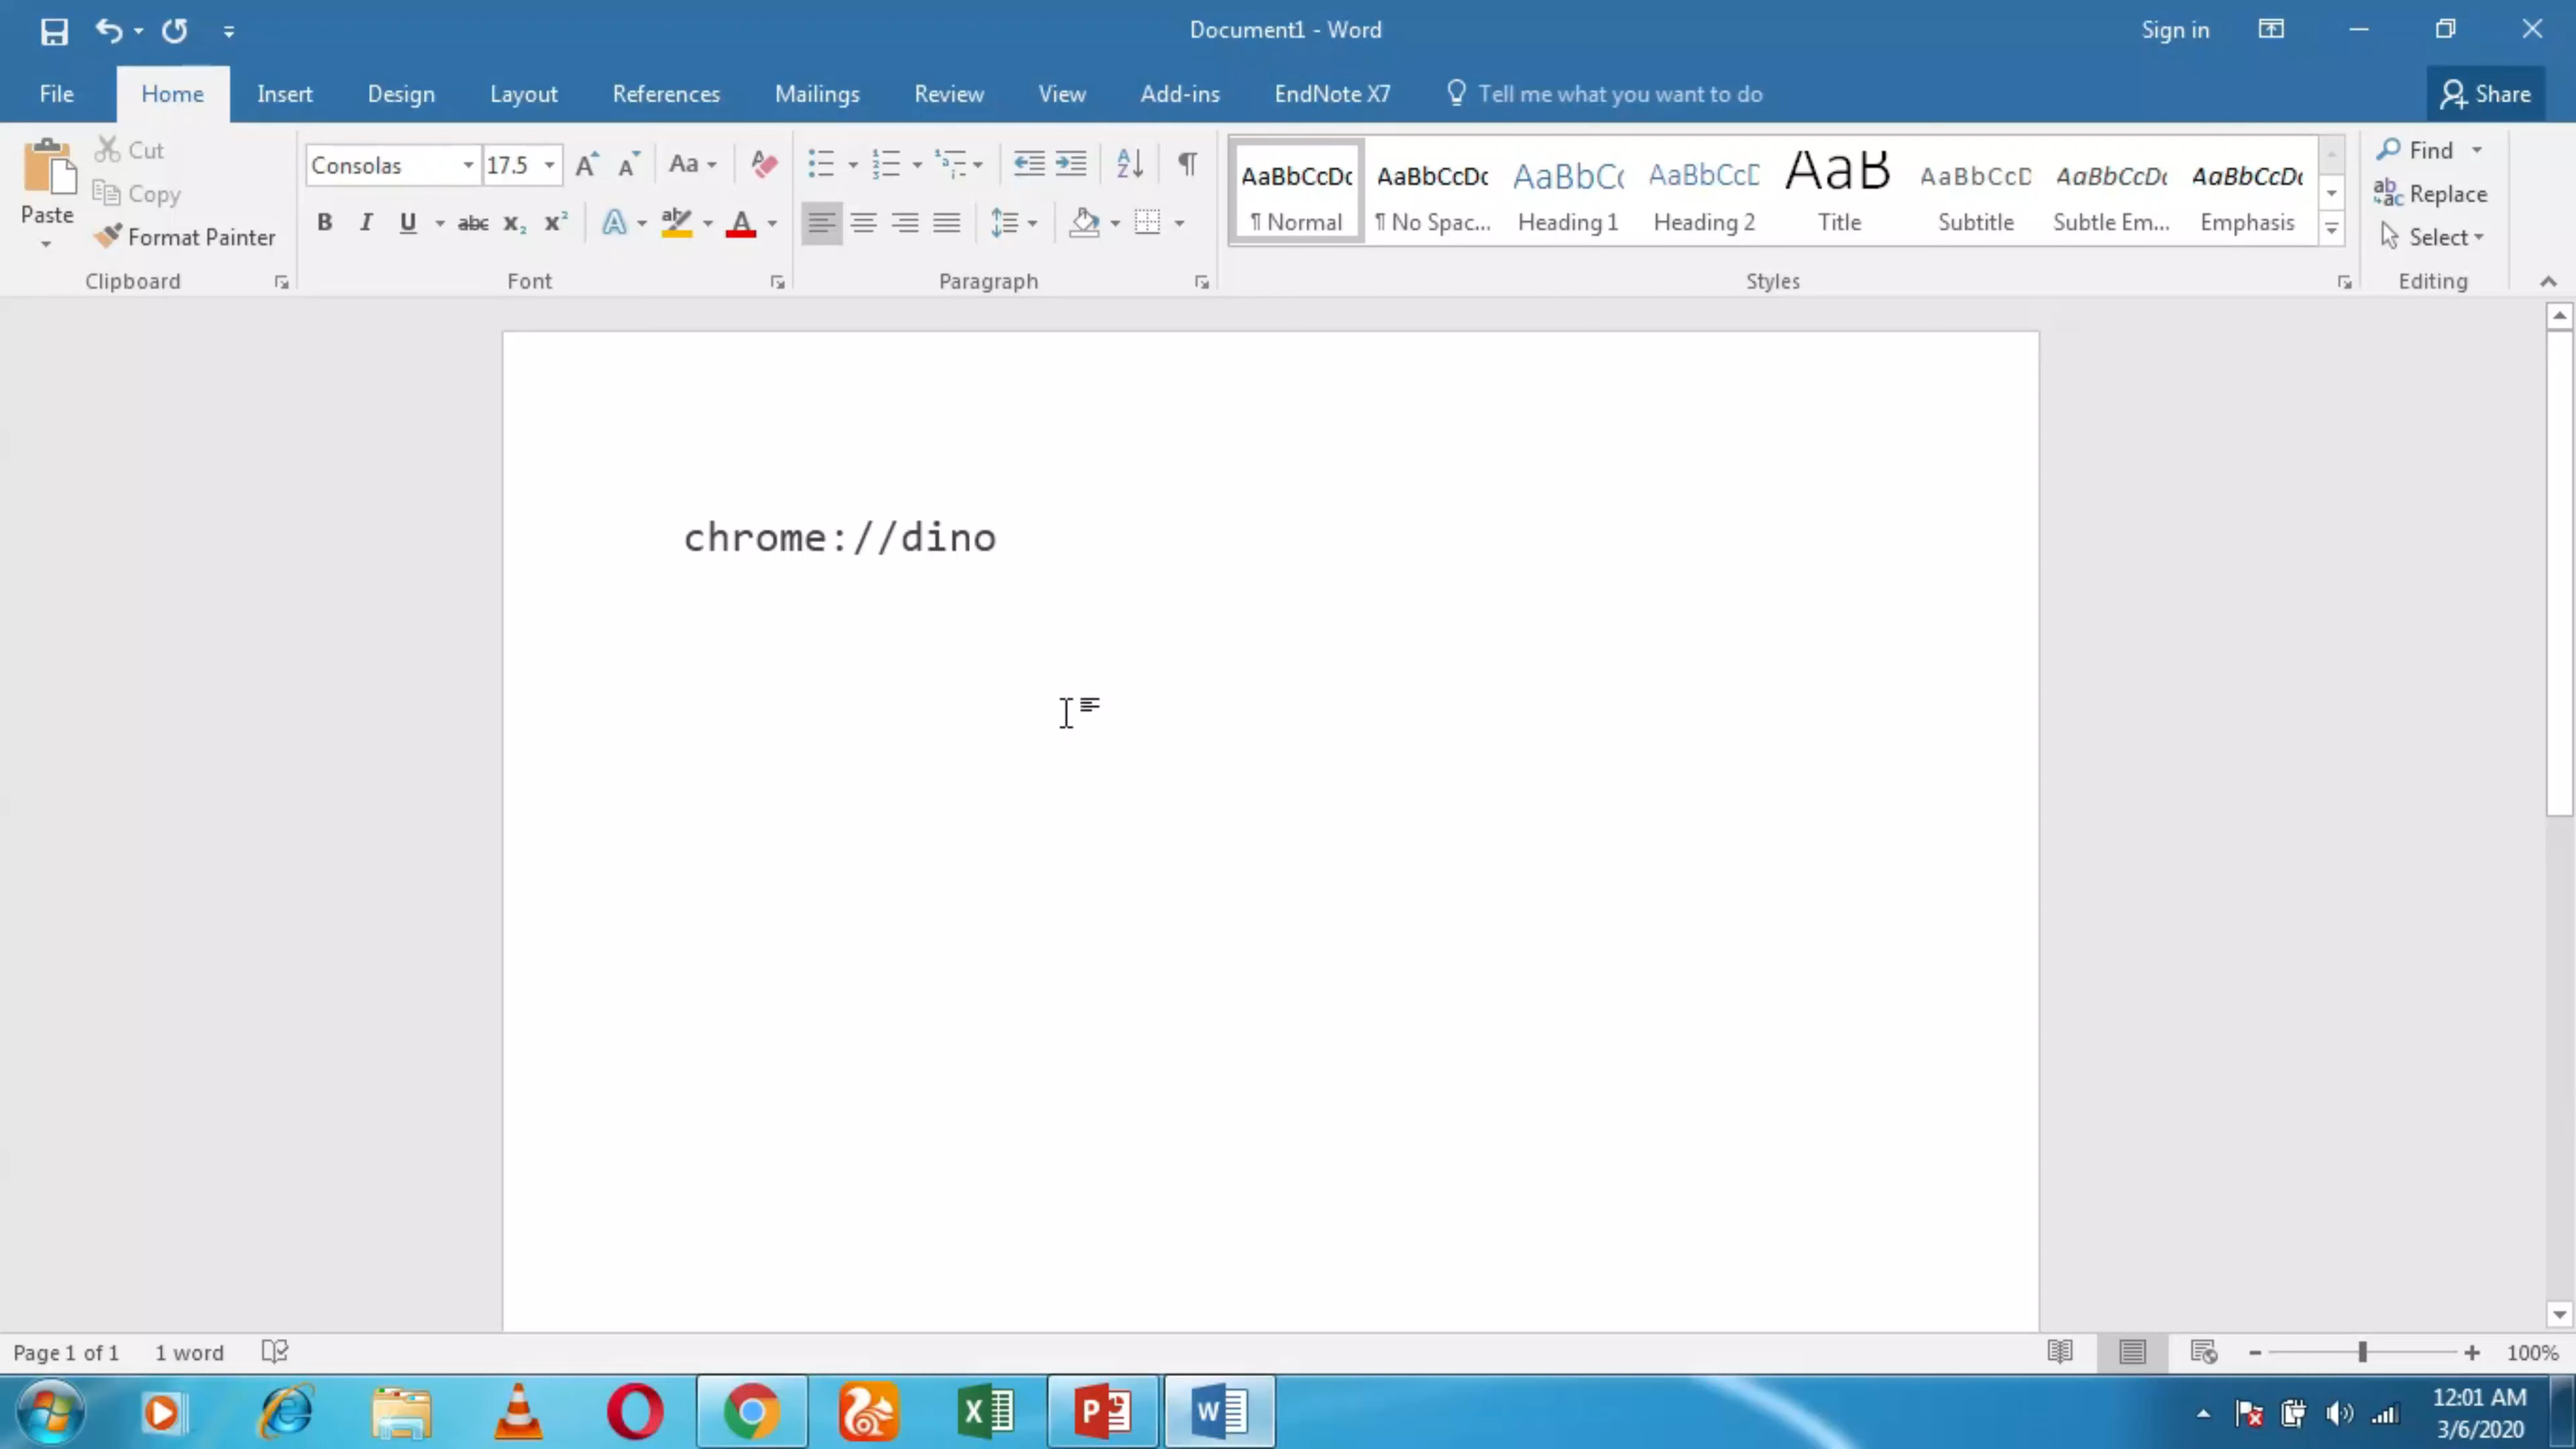 Document1 - Word
Sign in
File Home Insert Design Layout References Mailings Review View Add-ins EndNote X7 Tell me what you want to do Share
Paste
Cut
Copy
Format Painter
Clipboard
Consolas 17.5
Aa
B I U abc x₂ x²
Font
Paragraph
AaBbCcDc AaBbCcDc AaBbCc AaBbCcD AaB AaBbCcD AaBbCcDc AaBbCcDc
¶ Normal ¶ No Spac... Heading 1 Heading 2 Title Subtitle Subtle Em... Emphasis
Styles
Find
Replace
Select
Editing
chrome://dino
Page 1 of 1 1 word
100%
12:01 AM
3/6/2020